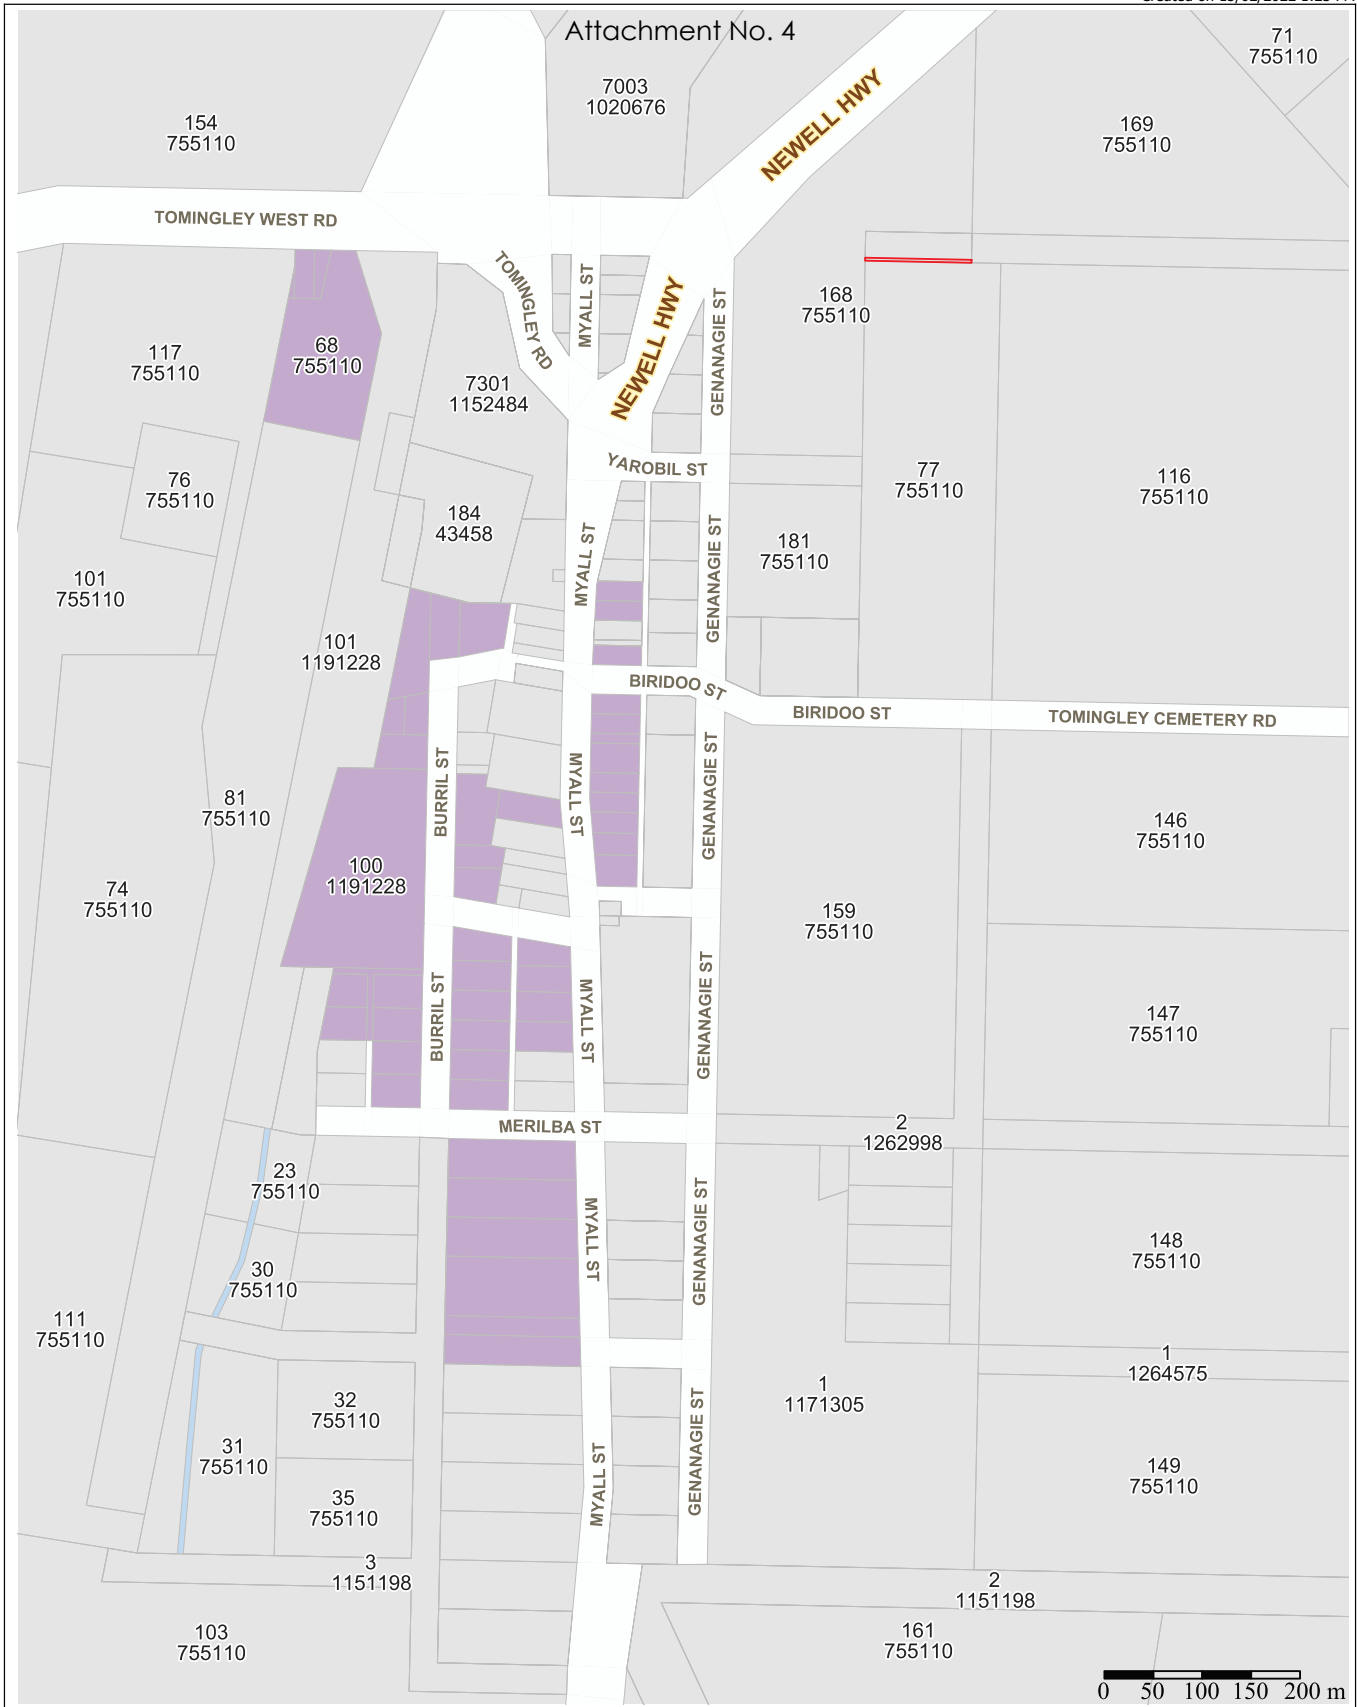 Attachment No. 4
71
755110
7003
1020676
NEWELL HWY
154
755110
169
755110
TOMINGLEY WEST RD
TOMINGLEY RD
MYALL ST
NEWELL HWY
GENANAGIE ST
168
755110
68
755110
117
755110
7301
1152484
YAROBIL ST
76
755110
77
755110
116
755110
184
43458
MYALL ST
GENANAGIE ST
181
755110
101
755110
101
1191228
BIRIDOO ST
BIRIDOO ST
TOMINGLEY CEMETERY RD
BURRIL ST
MYALL ST
GENANAGIE ST
81
755110
146
755110
100
1191228
74
755110
159
755110
BURRIL ST
MYALL ST
GENANAGIE ST
147
755110
MERILBA ST
2
1262998
23
755110
MYALL ST
GENANAGIE ST
148
755110
30
755110
111
755110
1
1264575
1
1171305
32
755110
31
755110
MYALL ST
GENANAGIE ST
149
755110
35
755110
3
1151198
2
1151198
103
755110
161
755110
0 50 100 150 200 m